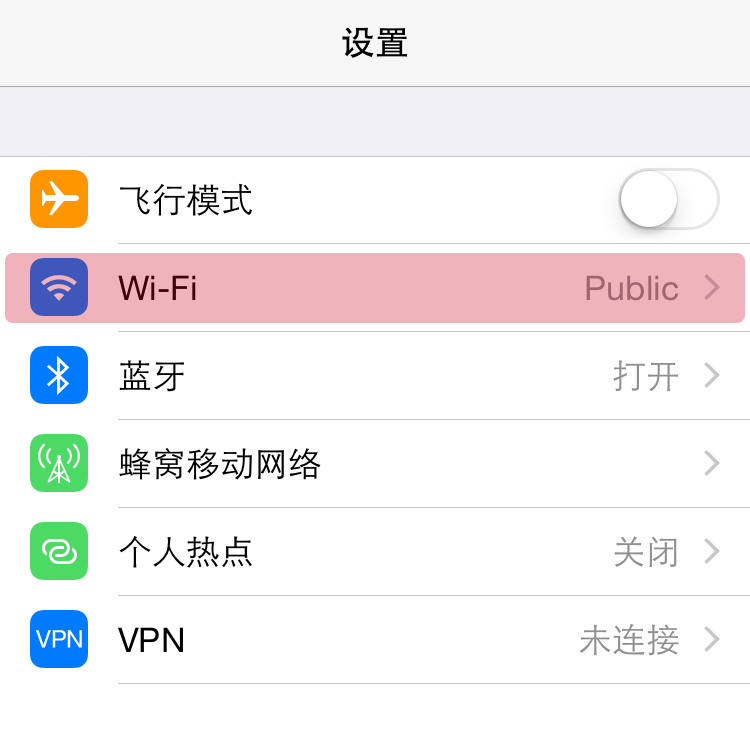 设置
飞行模式
Wi-Fi Public
蓝牙 打开
蜂窝移动网络
个人热点 关闭
VPN VPN 未连接